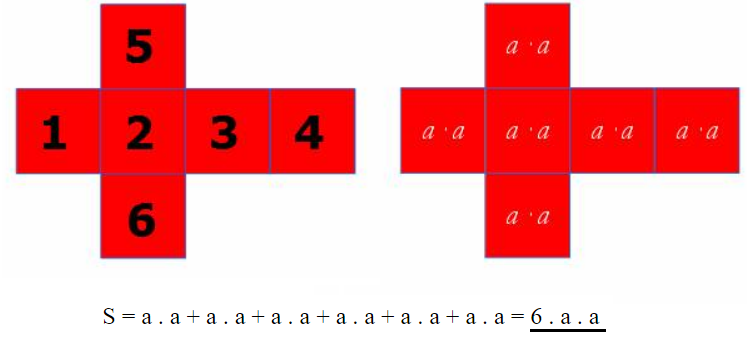 5
1 2 3 4
6
a · a
a · a a · a a · a a · a
a · a
S = a . a + a . a + a . a + a . a + a . a + a . a = 6 . a . a